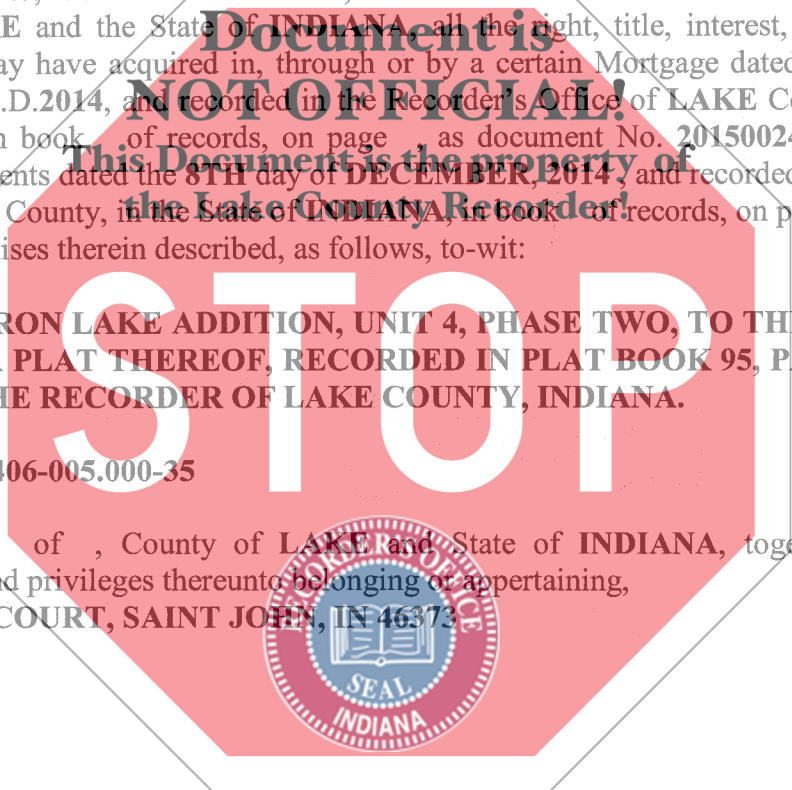 E and the State of INDIANA, all the right, title, interest,
Document is
ay have acquired in, through or by a certain Mortgage dated
.D.2014, and recorded in the Recorder's Office of LAKE Co
NOT OFFICIAL!
n book , of records, on page , as document No. 20150024
This Document is the property of
ents dated the 8TH day of DECEMBER, 2014 , and recorded
the Lake County Recorder!
County, in the State of INDIANA, in book of records, on p
ises therein described, as follows, to-wit:
RON LAKE ADDITION, UNIT 4, PHASE TWO, TO TH
R PLAT THEREOF, RECORDED IN PLAT BOOK 95, P
HE RECORDER OF LAKE COUNTY, INDIANA.
STOP
406-005.000-35
of , County of LAKE and State of INDIANA, toge
d privileges thereunto belonging or appertaining,
COURT, SAINT JOHN, IN 46373
RECORDER'S OFFICE
SEAL
INDIANA